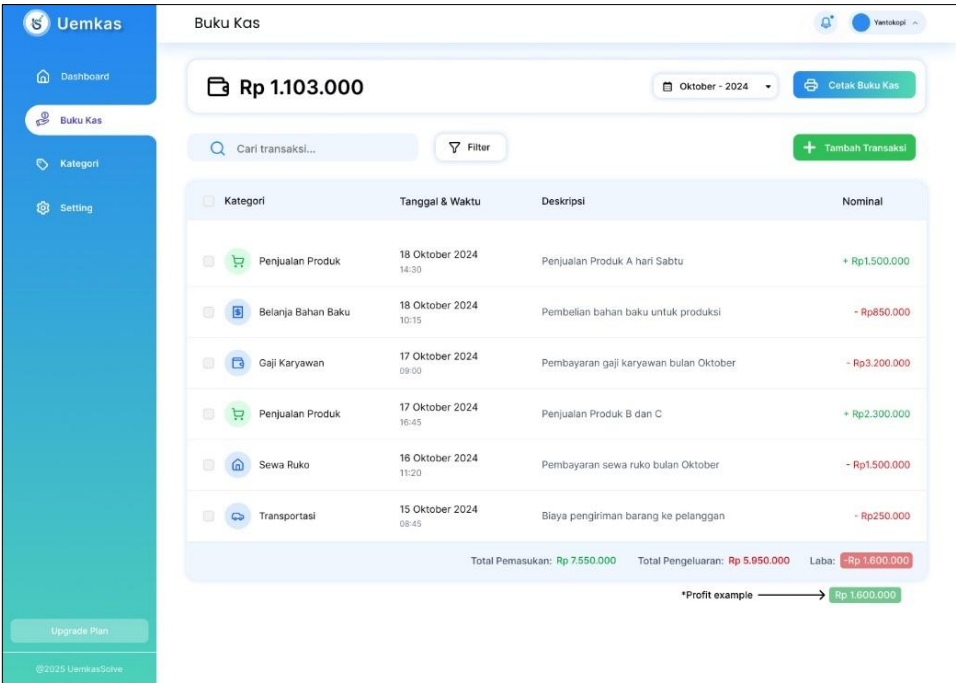 Uemkas
Buku Kas
Yantokopi
Dashboard
Buku Kas
Kategori
Setting
Upgrade Plan
@2025 UemkasSolve
Rp 1.103.000
Oktober - 2024
Cetak Buku Kas
Cari transaksi...
Filter
+ Tambah Transaksi
Kategori Tanggal & Waktu Deskripsi Nominal
Penjualan Produk 18 Oktober 2024 14:30 Penjualan Produk A hari Sabtu + Rp1.500.000
Belanja Bahan Baku 18 Oktober 2024 10:15 Pembelian bahan baku untuk produksi - Rp850.000
Gaji Karyawan 17 Oktober 2024 09:00 Pembayaran gaji karyawan bulan Oktober - Rp3.200.000
Penjualan Produk 17 Oktober 2024 16:45 Penjualan Produk B dan C + Rp2.300.000
Sewa Ruko 16 Oktober 2024 11:20 Pembayaran sewa ruko bulan Oktober - Rp1.500.000
Transportasi 15 Oktober 2024 08:45 Biaya pengiriman barang ke pelanggan - Rp250.000
Total Pemasukan: Rp 7.550.000 Total Pengeluaran: Rp 5.950.000 Laba: -Rp 1.600.000
*Profit example Rp 1.600.000